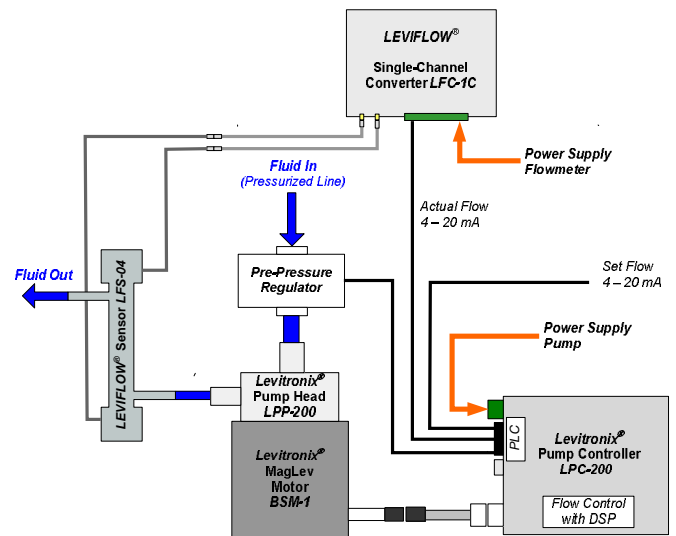 LEVIFLOW®
Single-Channel
Converter LFC-1C
Power Supply
Flowmeter
Fluid In
(Pressurized Line)
Actual Flow
4 – 20 mA
Pre-Pressure
Regulator
Set Flow
4 – 20 mA
Fluid Out
LEVIFLOW® Sensor LFS-04
Power Supply
Pump
Levitronix®
Pump Head
LPP-200
PLC
Levitronix®
Pump Controller
LPC-200
Levitronix®
MagLev
Motor
BSM-1
Flow Control
with DSP